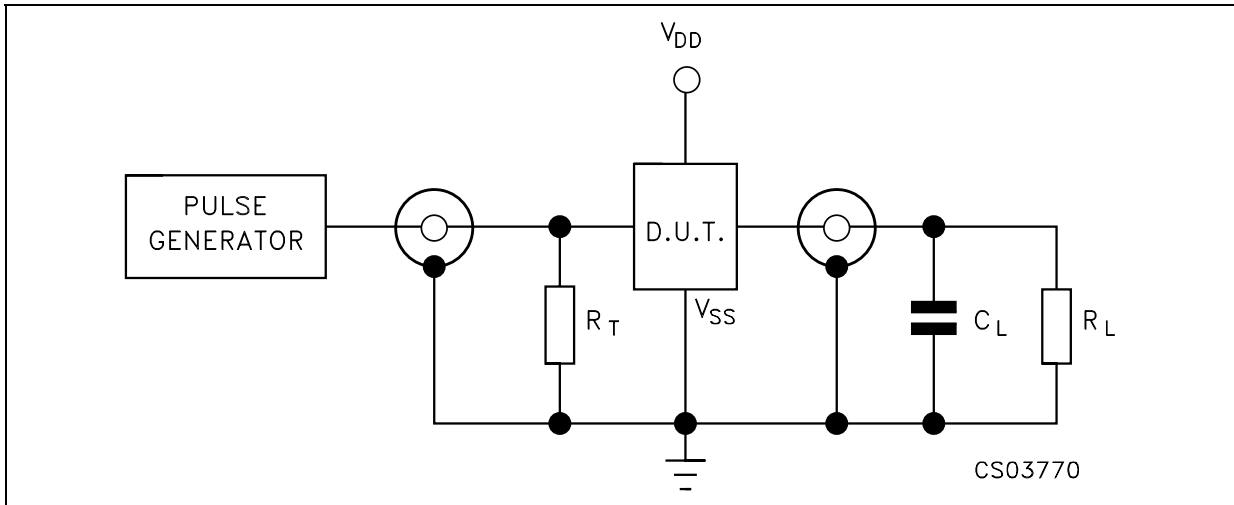 VDD
PULSE
GENERATOR
D.U.T.
VSS
RT
CL
RL
CS03770